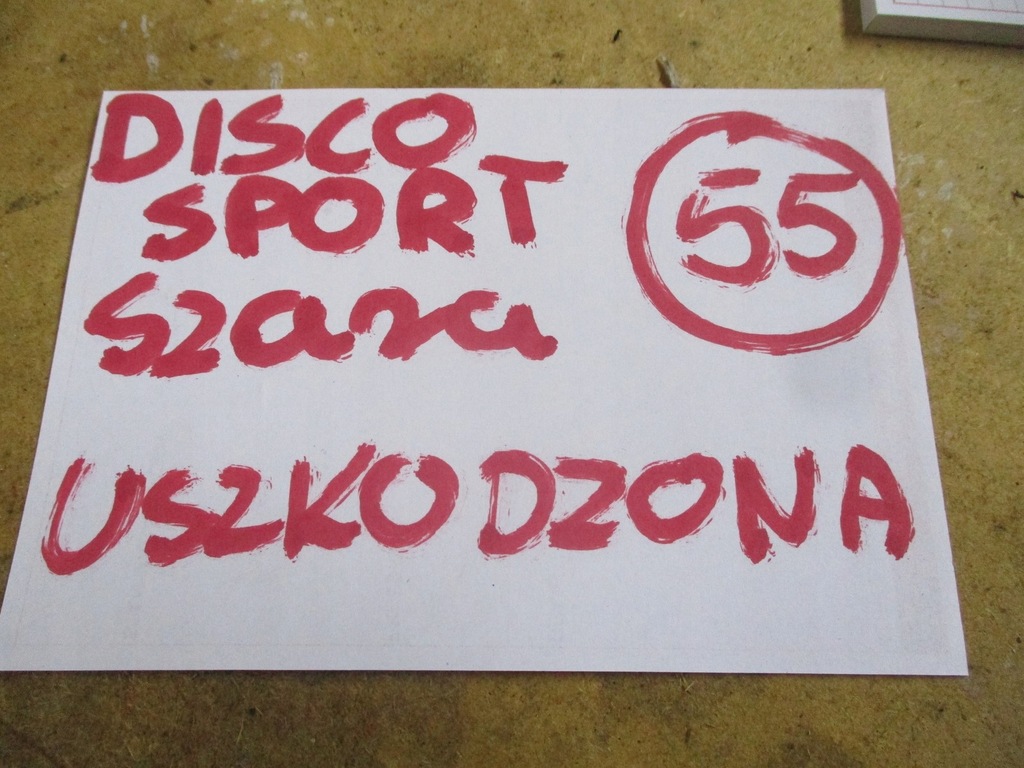 DISCO
SPORT
55
Szara
USZKODZONA